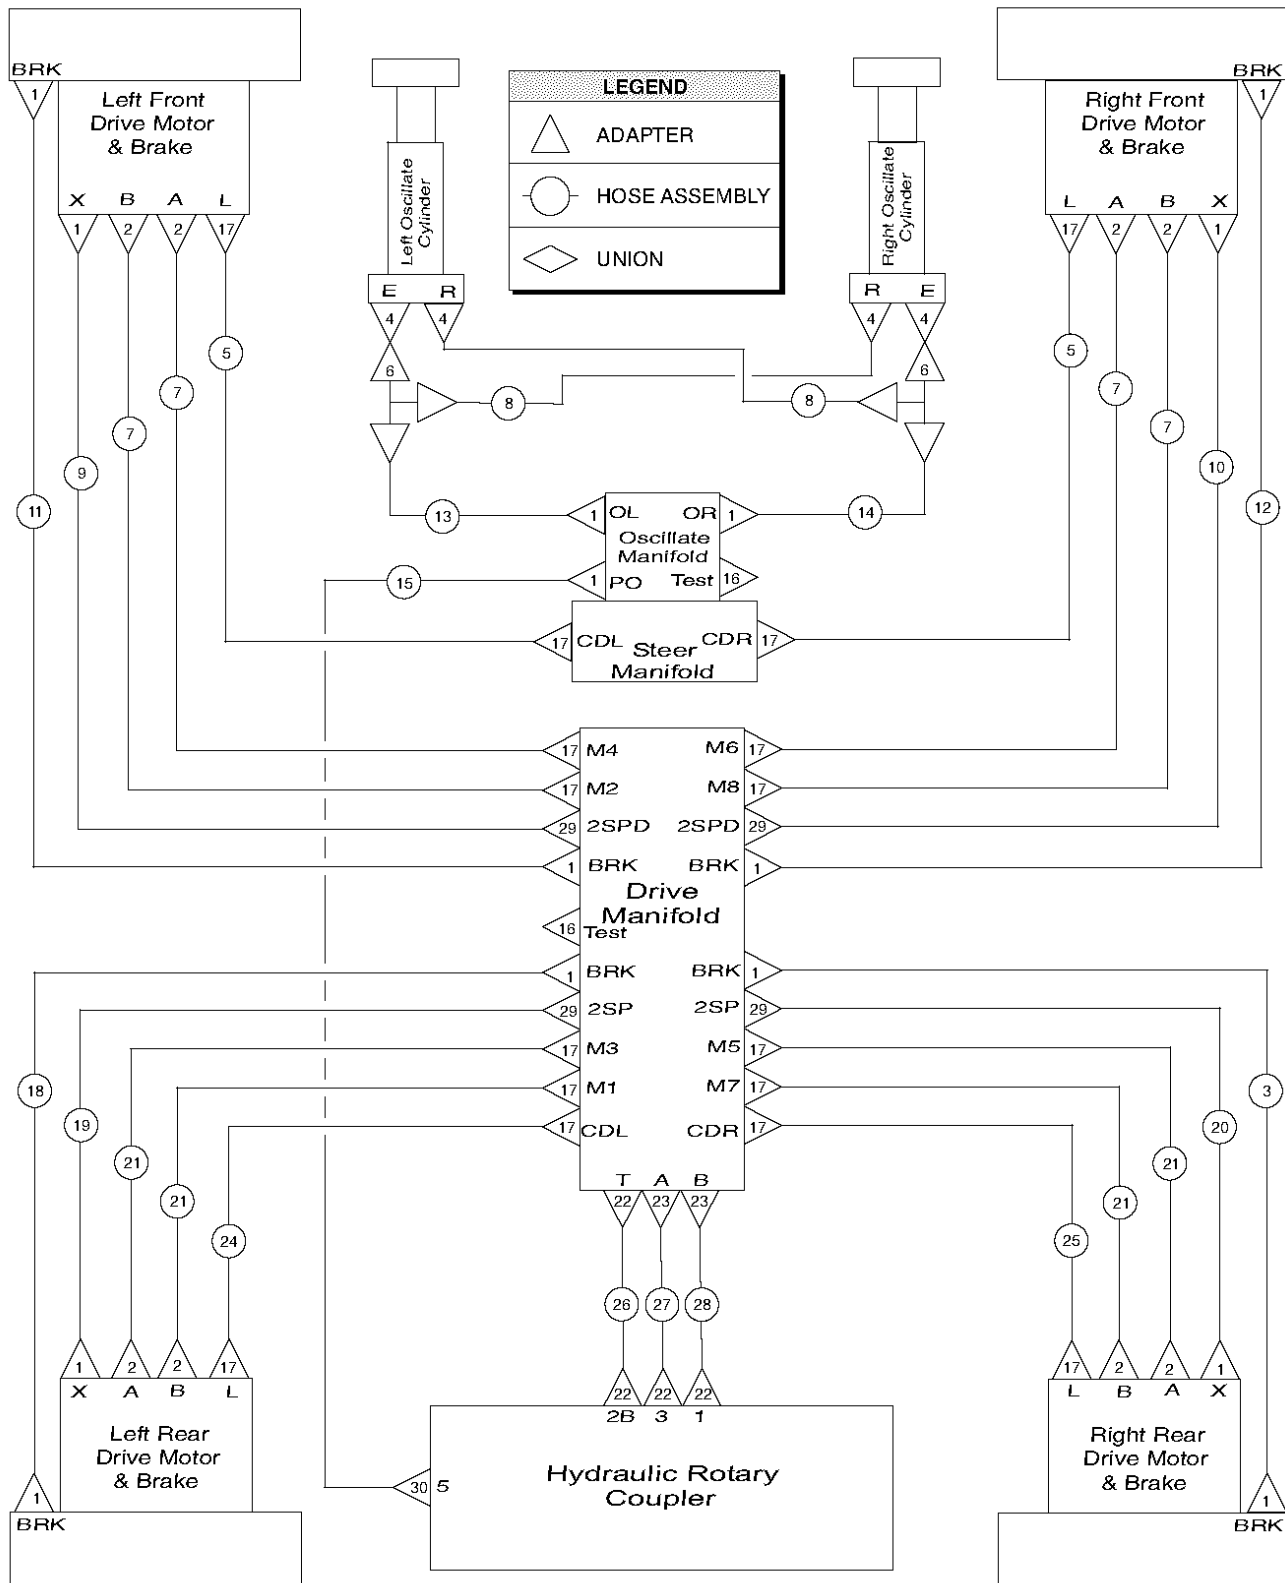 BRK
1
Left Front
Drive Motor
& Brake
X B A L
1 2 2 17
Left Oscillate
Cylinder
E R
4 4
6
LEGEND
ADAPTER
HOSE ASSEMBLY
UNION
Right Oscillate
Cylinder
R E
4 4
6
BRK
1
Right Front
Drive Motor
& Brake
L A B X
17 2 2 1
5
7
7
9
11
8
8
5
7
7
10
12
13
14
15
1 OL OR 1
Oscillate
Manifold
1 PO Test 16
17 CDL CDR 17
Steer
Manifold
17 M4 M6 17
17 M2 M8 17
29 2SPD 2SPD 29
1 BRK BRK 1
Drive
Manifold
16 Test
1 BRK BRK 1
29 2SP 2SP 29
17 M3 M5 17
17 M1 M7 17
17 CDL CDR 17
T A B
22 23 23
18
19
21
21
24
26
27
28
3
20
21
21
25
1 2 2 17
X A B L
Left Rear
Drive Motor
& Brake
1
BRK
22 22 22
2B 3 1
30 5
Hydraulic Rotary
Coupler
17 2 2 1
L B A X
Right Rear
Drive Motor
& Brake
1
BRK